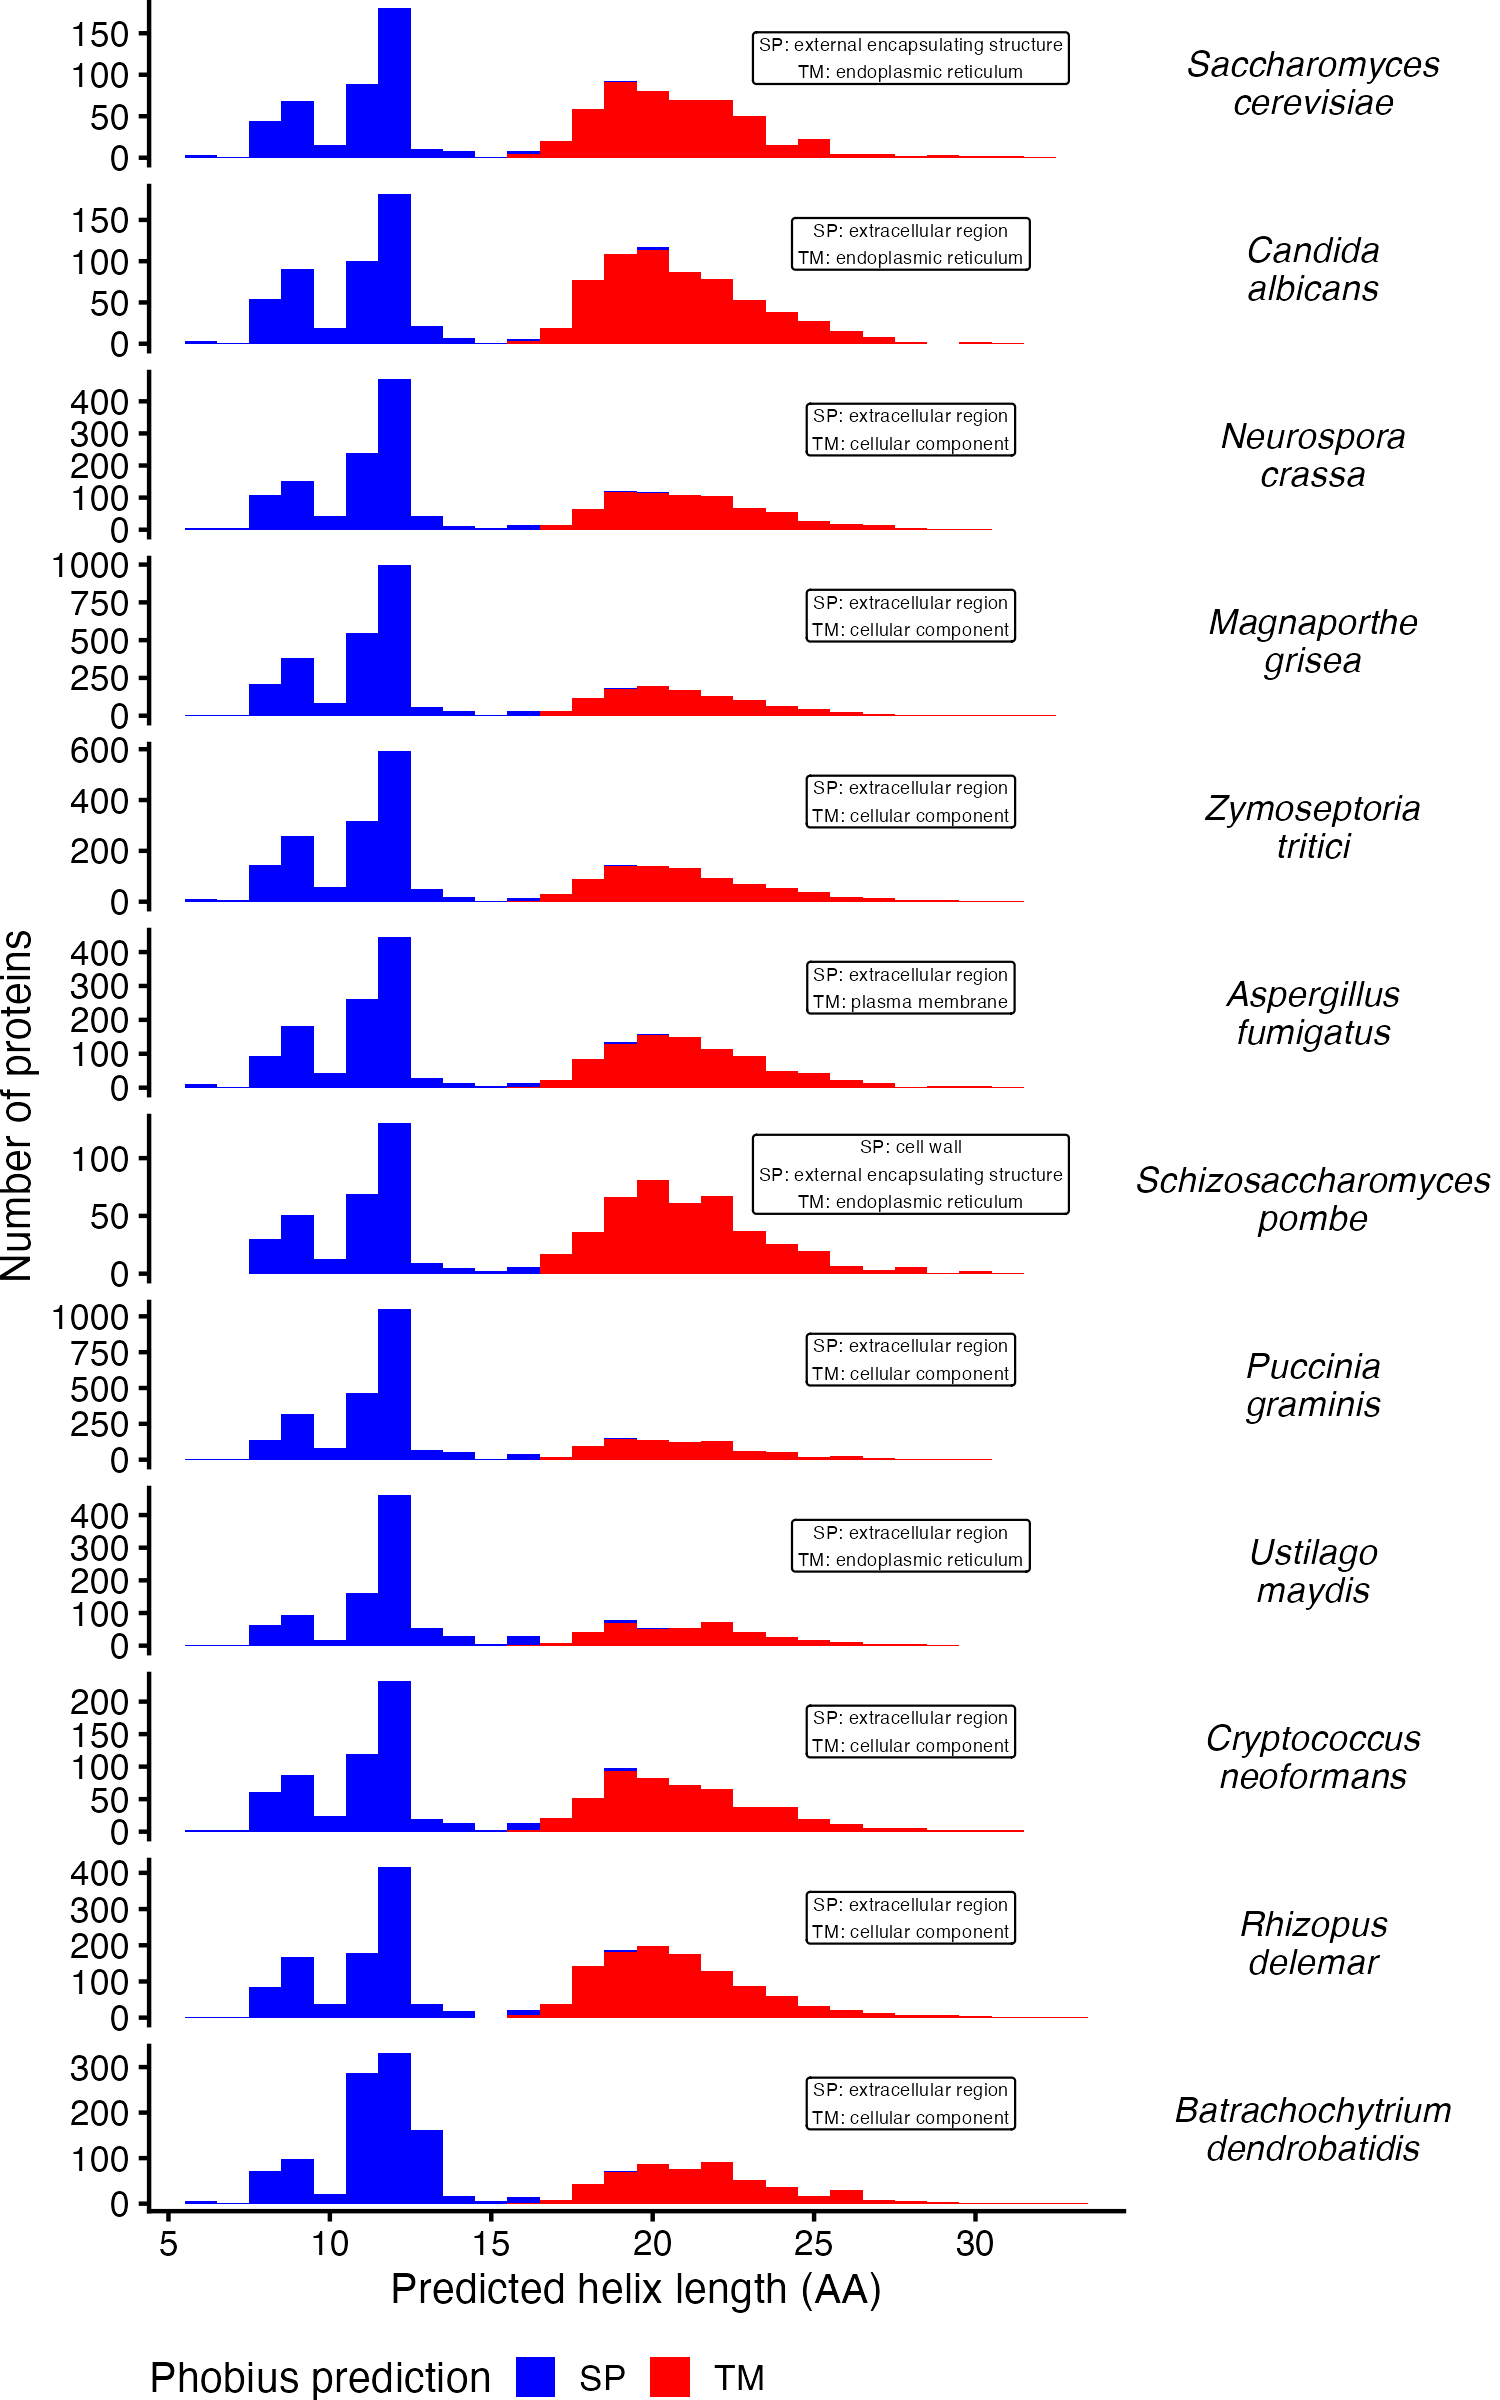 150
100
50
0
SP: external encapsulating structure
TM: endoplasmic reticulum
Saccharomyces
cerevisiae
150
100
50
0
SP: extracellular region
TM: endoplasmic reticulum
Candida
albicans
400
300
200
100
0
SP: extracellular region
TM: cellular component
Neurospora
crassa
1000
750
500
250
0
SP: extracellular region
TM: cellular component
Magnaporthe
grisea
600
400
200
0
SP: extracellular region
TM: cellular component
Zymoseptoria
tritici
400
300
200
100
0
SP: extracellular region
TM: plasma membrane
Aspergillus
fumigatus
Number of proteins
100
50
0
SP: cell wall
SP: external encapsulating structure
TM: endoplasmic reticulum
Schizosaccharomyces
pombe
1000
750
500
250
0
SP: extracellular region
TM: cellular component
Puccinia
graminis
400
300
200
100
0
SP: extracellular region
TM: endoplasmic reticulum
Ustilago
maydis
200
150
100
50
0
SP: extracellular region
TM: cellular component
Cryptococcus
neoformans
400
300
200
100
0
SP: extracellular region
TM: cellular component
Rhizopus
delemar
300
200
100
0
SP: extracellular region
TM: cellular component
Batrachochytrium
dendrobatidis
5 10 15 20 25 30
Predicted helix length (AA)
Phobius prediction SP TM